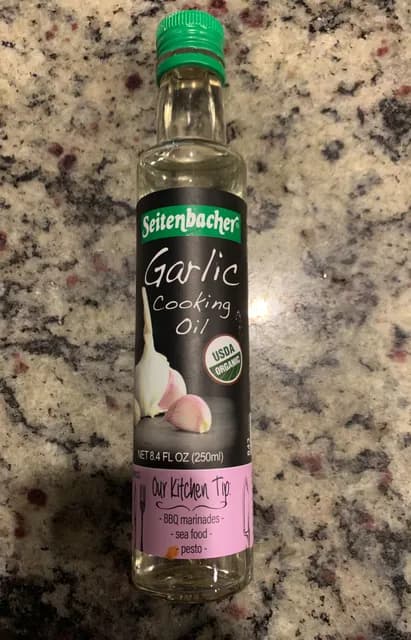 Seitenbacher®
Garlic
Cooking
Oil
USDA
ORGANIC
NET 8.4 FL OZ (250ml)
Our Kitchen Tip:
- BBQ marinades -
- sea food -
- pesto -